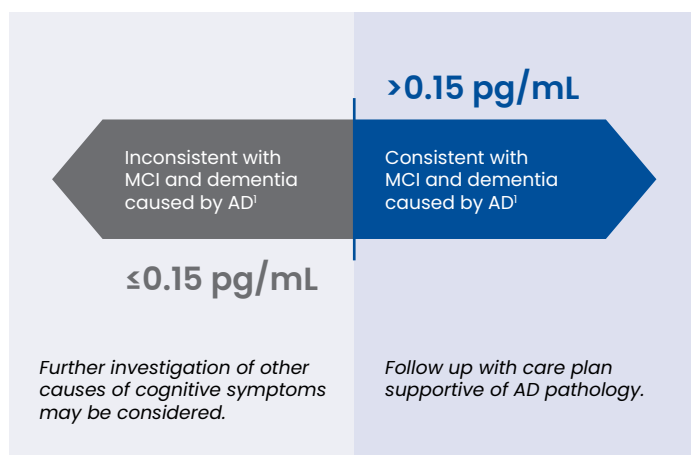 >0.15 pg/mL
Inconsistent with
MCI and dementia
caused by AD¹
Consistent with
MCI and dementia
caused by AD¹
≤0.15 pg/mL
Further investigation of other
causes of cognitive symptoms
may be considered.
Follow up with care plan
supportive of AD pathology.